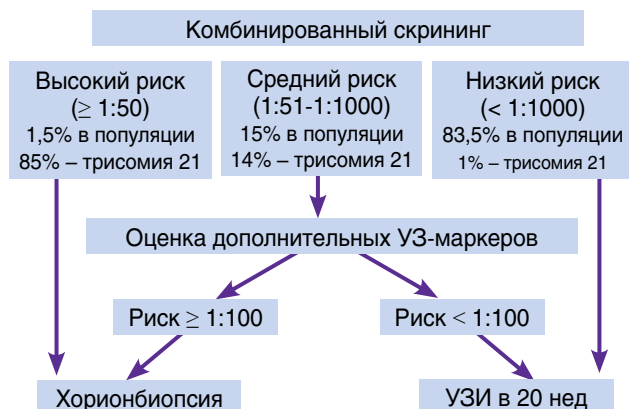 Комбинированный скрининг
Высокий риск
(≥ 1:50)
1,5% в популяции
85% – трисомия 21
Средний риск
(1:51-1:1000)
15% в популяции
14% – трисомия 21
Низкий риск
(< 1:1000)
83,5% в популяции
1% – трисомия 21
Оценка дополнительных УЗ-маркеров
Риск ≥ 1:100
Риск < 1:100
Хорионбиопсия
УЗИ в 20 нед